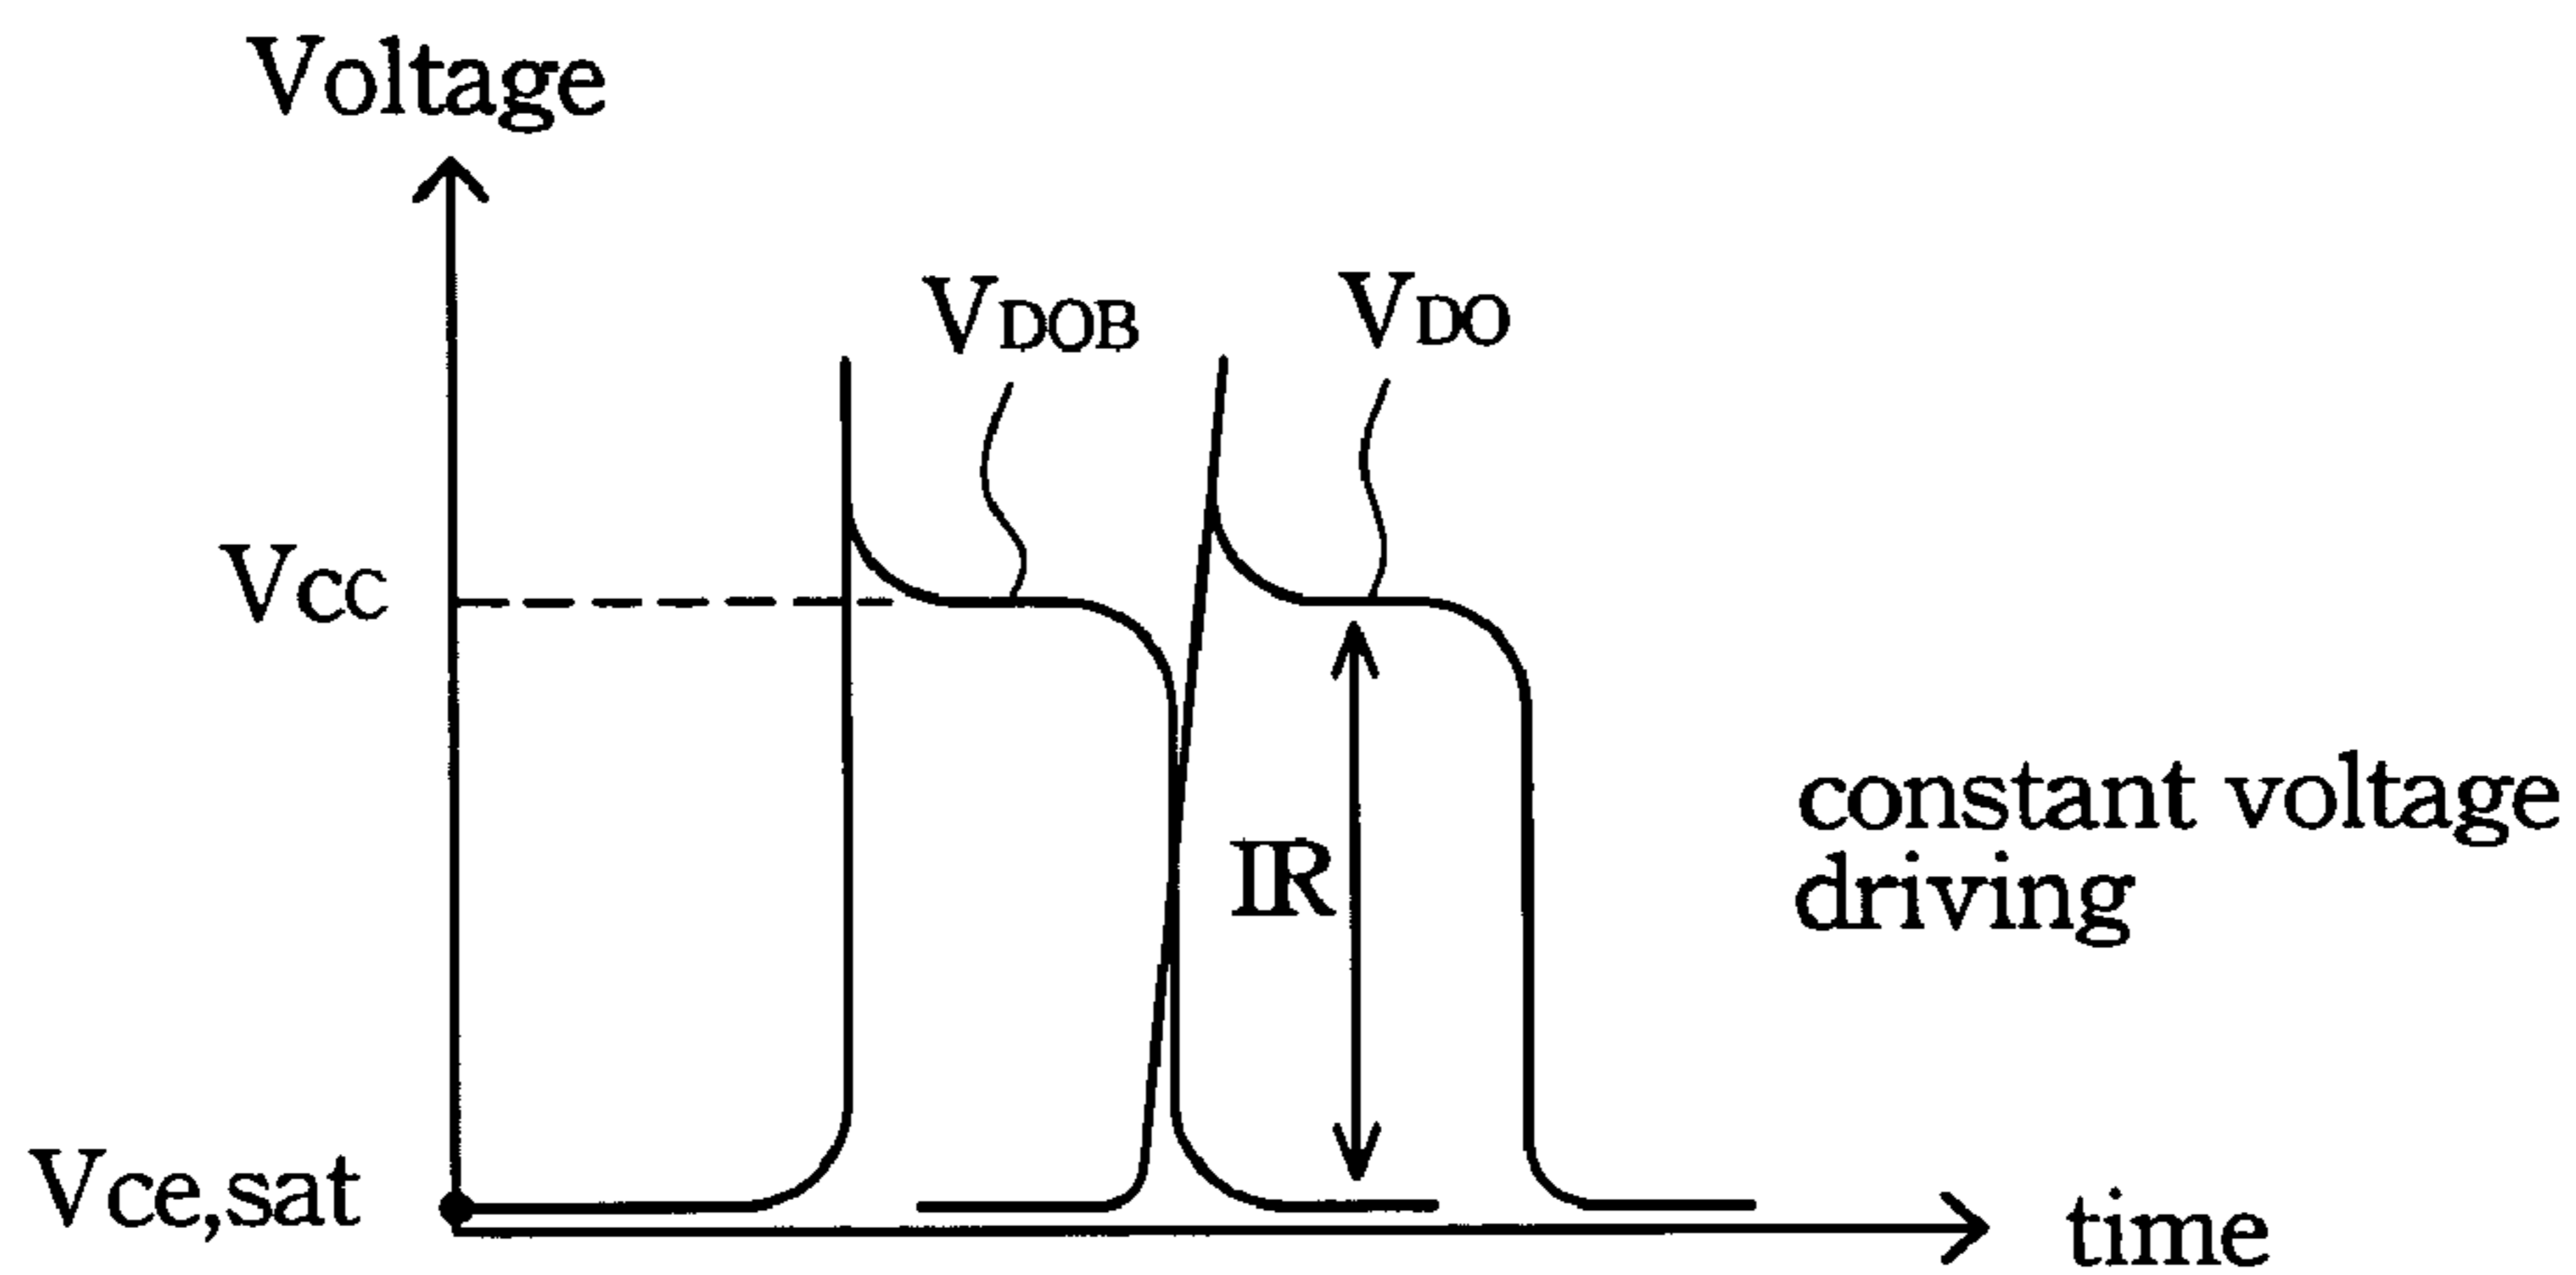 Voltage
VDOB
VDO
VCC
IR
constant voltage
driving
Vce,sat
time